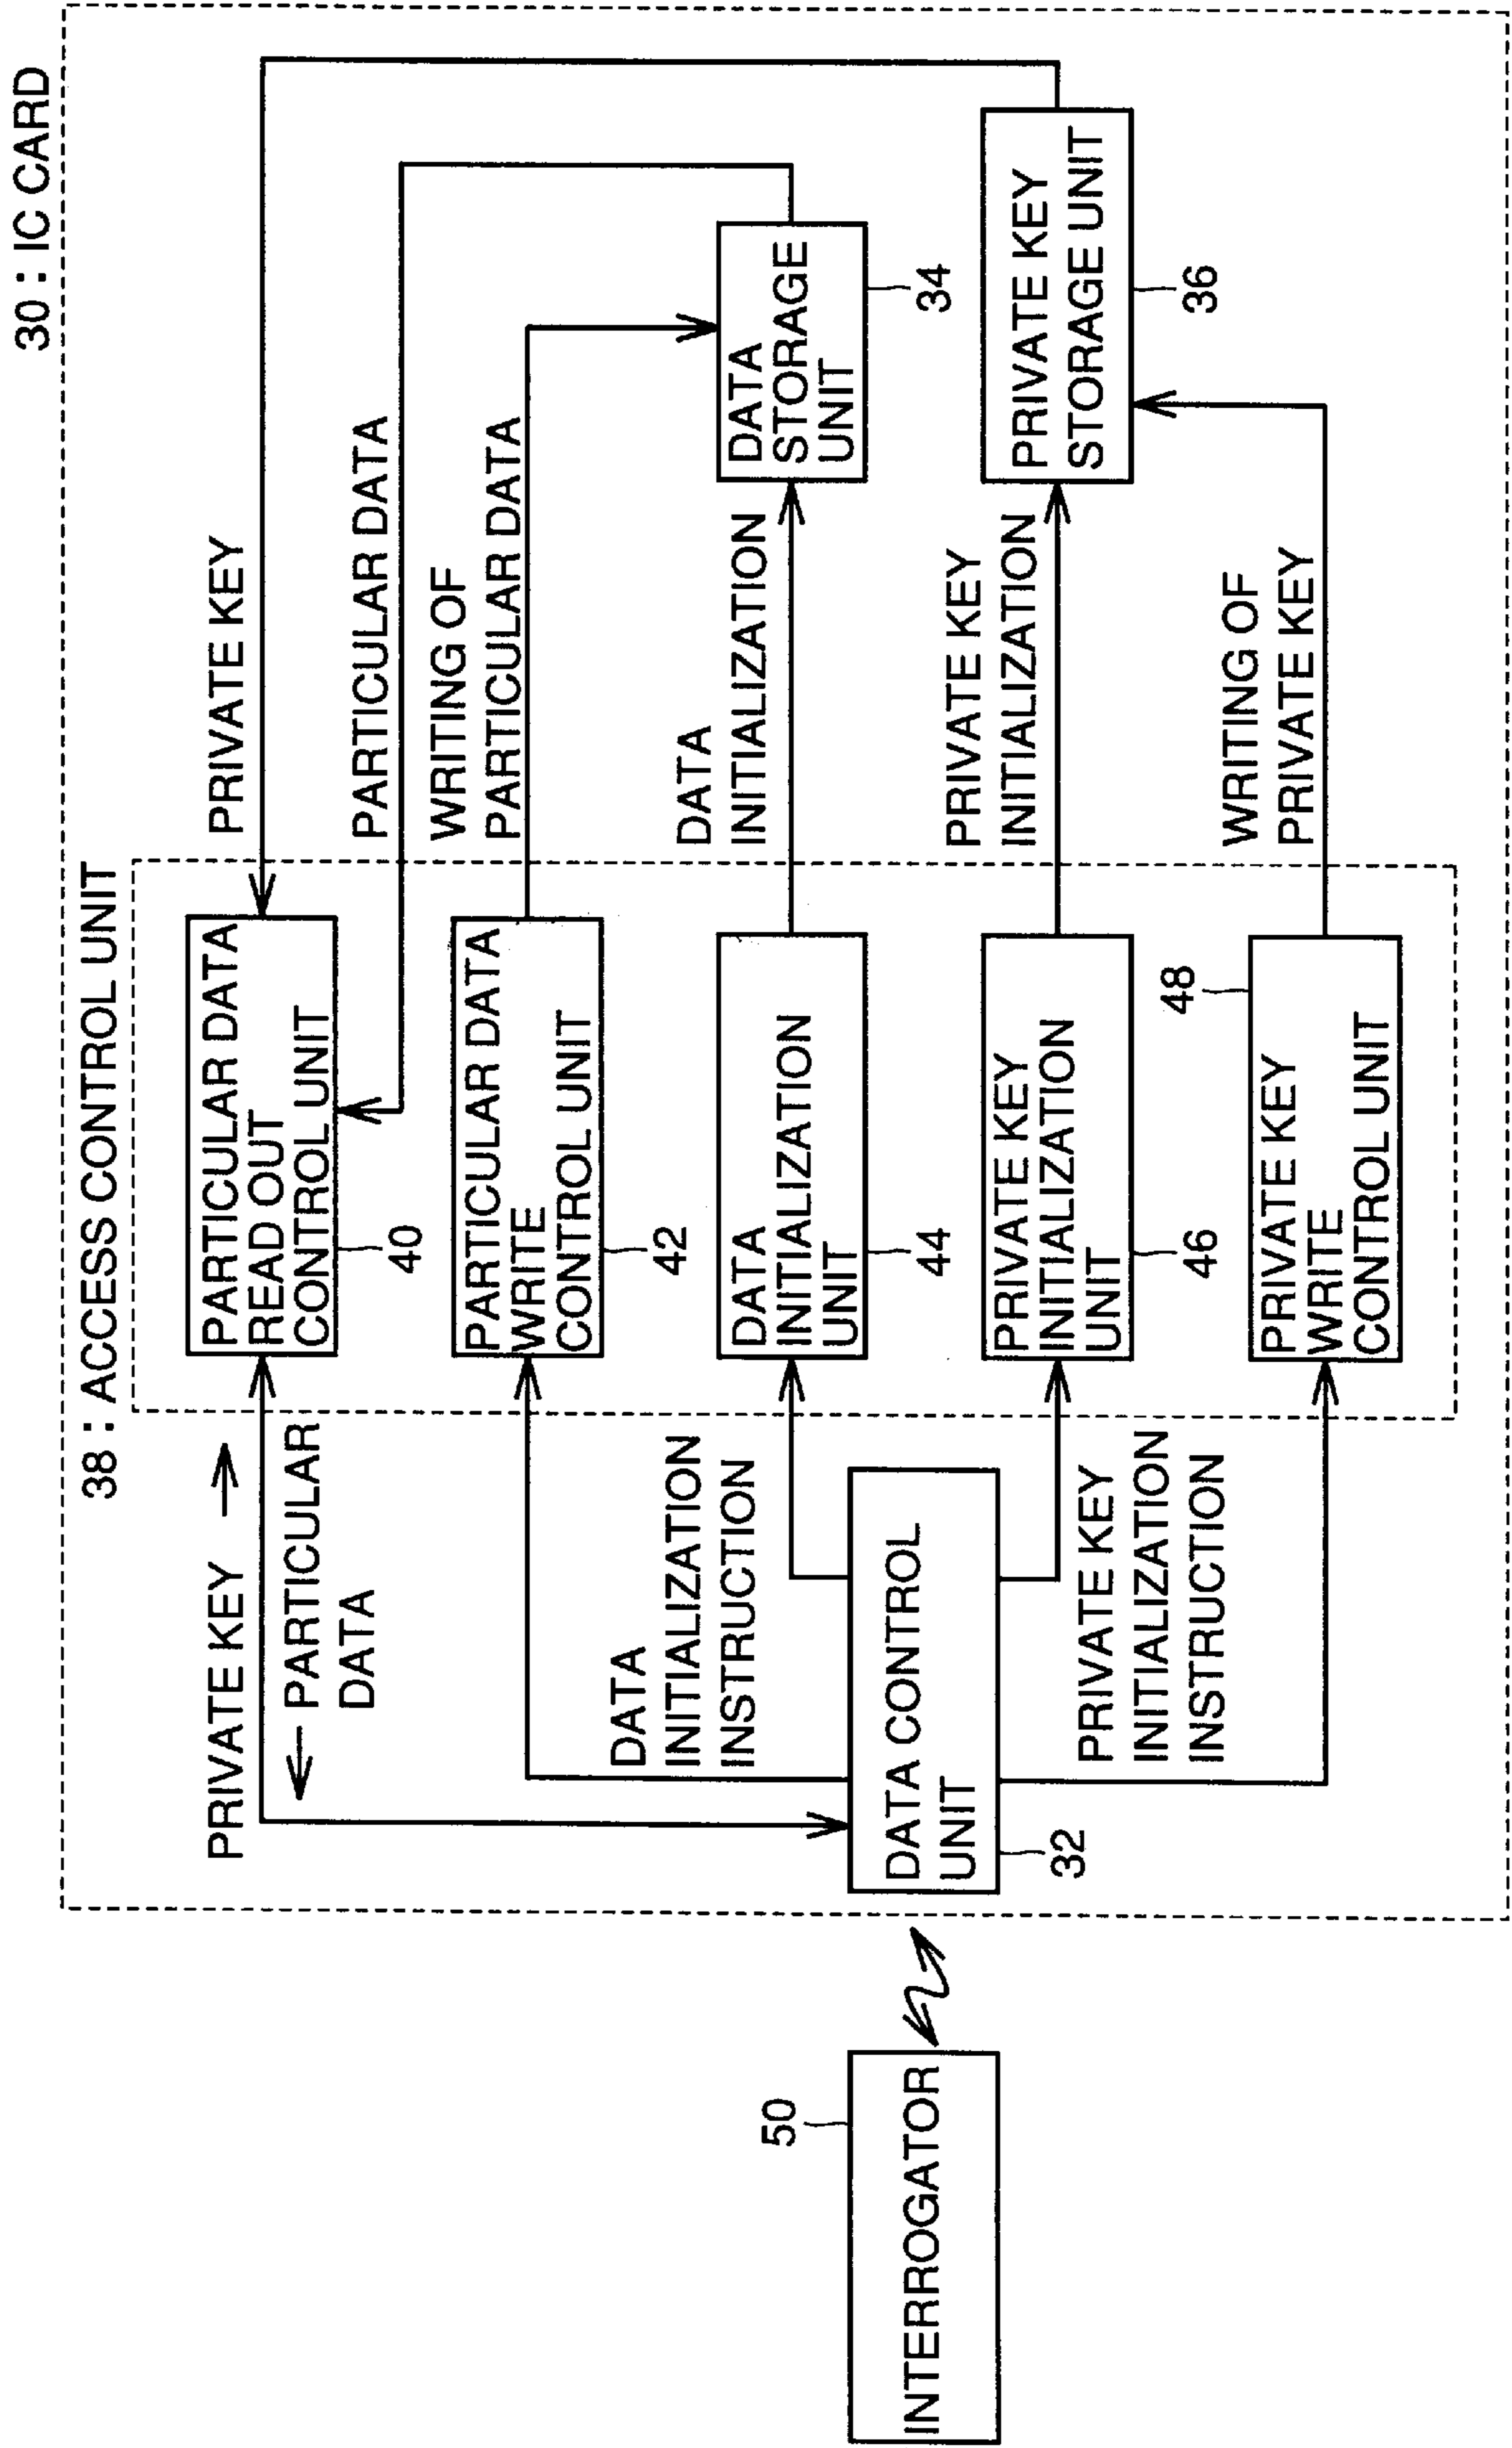 30 : IC CARD
38 : ACCESS CONTROL UNIT
PRIVATE KEY →
← PARTICULAR
DATA
PARTICULAR DATA
READ OUT
CONTROL UNIT
40
PRIVATE KEY
PARTICULAR DATA
PARTICULAR DATA
WRITE
CONTROL UNIT
42
WRITING OF
PARTICULAR DATA
DATA
INITIALIZATION
INSTRUCTION
DATA
INITIALIZATION
UNIT
44
DATA
INITIALIZATION
DATA
STORAGE
UNIT
34
50
INTERROGATOR
DATA CONTROL
UNIT
32
PRIVATE KEY
INITIALIZATION
INSTRUCTION
PRIVATE KEY
INITIALIZATION
UNIT
46
PRIVATE KEY
INITIALIZATION
PRIVATE KEY
STORAGE UNIT
36
48
PRIVATE KEY
WRITE
CONTROL UNIT
WRITING OF
PRIVATE KEY